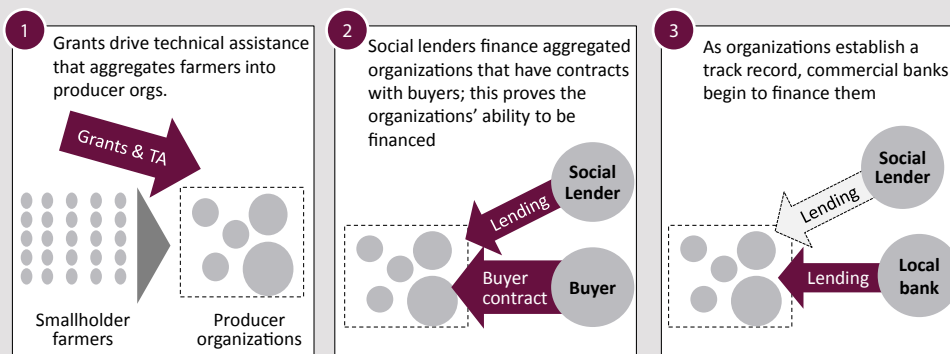 1
Grants drive technical assistance
that aggregates farmers into
producer orgs.
Grants & TA
Smallholder
farmers
Producer
organizations
2
Social lenders finance aggregated
organizations that have contracts
with buyers; this proves the
organizations’ ability to be
financed
Social
Lender
Lending
Buyer
contract
Buyer
3
As organizations establish a
track record, commercial banks
begin to finance them
Social
Lender
Lending
Lending
Local
bank